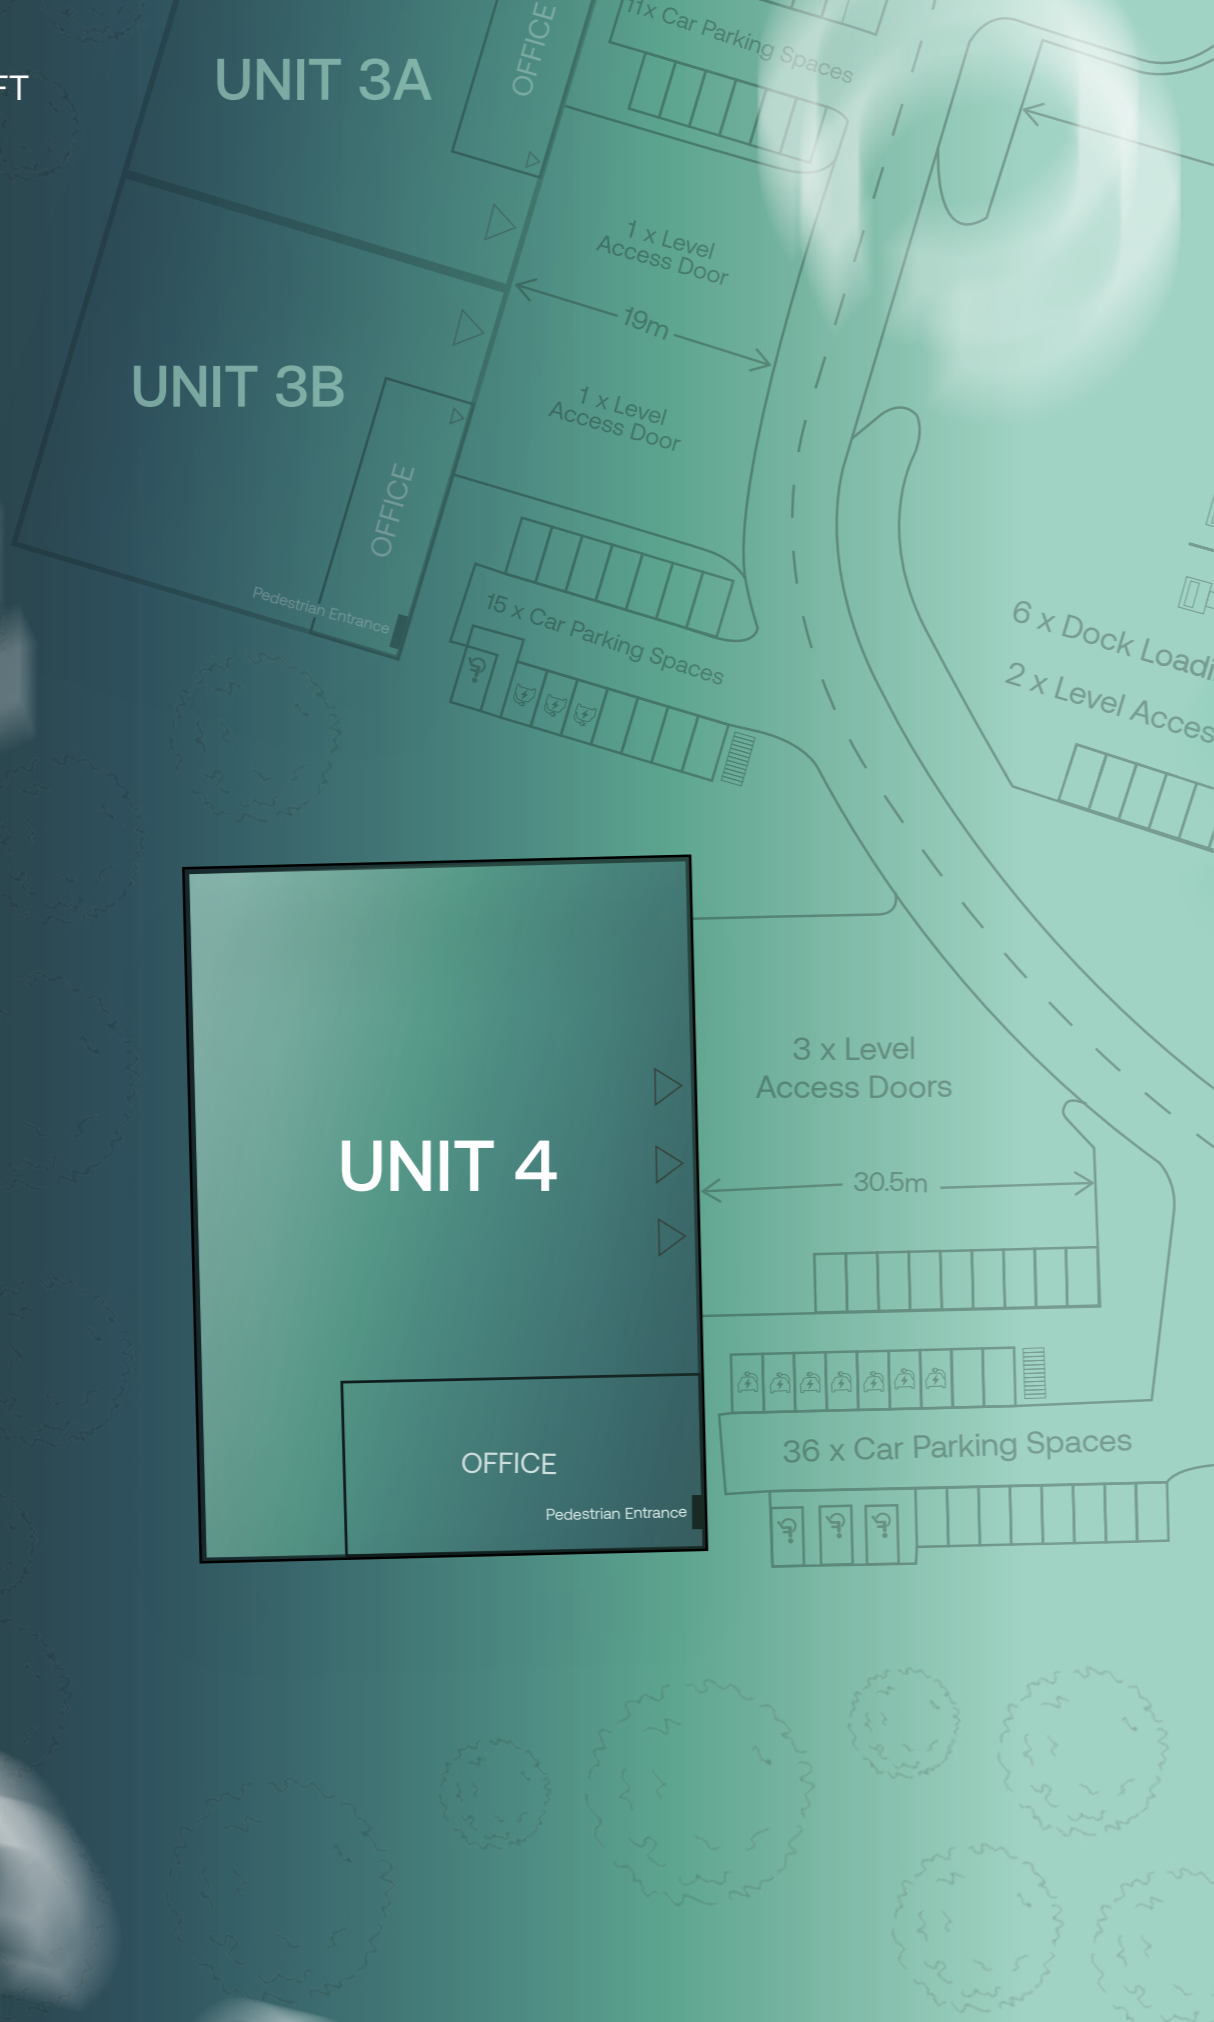 11x Car Parking Spaces
UNIT 3A
OFFICE
FT
1 x Level
Access Door
19m
UNIT 3B
1 x Level
Access Door
OFFICE
Pedestrian Entrance
15 x Car Parking Spaces
6 x Dock Loadi
2 x Level Acces
UNIT 4
3 x Level
Access Doors
30.5m
OFFICE
Pedestrian Entrance
36 x Car Parking Spaces